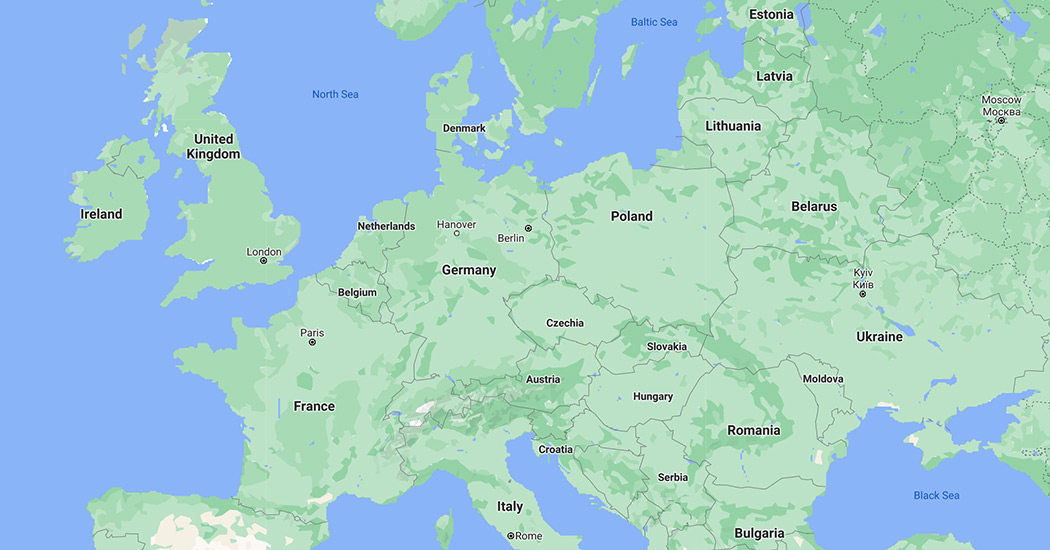 Estonia
Baltic Sea
Latvia
North Sea
Moscow
Москва
Lithuania
Denmark
United
Kingdom
Belarus
Ireland
Poland
Netherlands
Hanover
Berlin
London
Germany
Kyiv
Київ
Belgium
Czechia
Paris
Ukraine
Slovakia
Austria
Moldova
Hungary
France
Romania
Croatia
Serbia
Black Sea
Italy
Bulgaria
Rome